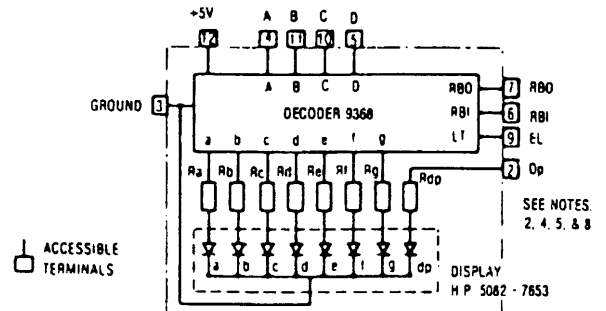 +5V A B C D
12 4 11 10 5
A B C D
GROUND 3
DECODER 9368
RBO 7 RBO
RBI 6 RBI
LT 9 EL
a b c d e f g
2 Dp
Ra Rb Rc Rd Re Rf Rg Rdp
SEE NOTES.
2, 4, 5, & 8
ACCESSIBLE
TERMINALS
a b c d e f g dp
DISPLAY
H P 5082 - 7653